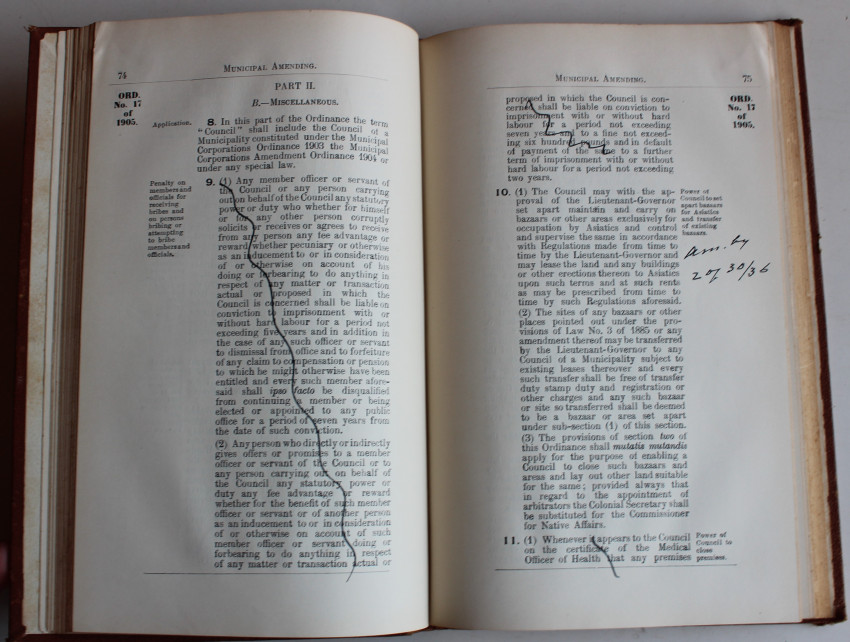 74
MUNICIPAL AMENDING.
PART II.
B.—MISCELLANEOUS.
ORD.
No. 17
of
1905.
Application.
8. In this part of the Ordinance the term
"Council" shall include the Council of a
Municipality constituted under the Municipal
Corporations Ordinance 1903 the Municipal
Corporations Amendment Ordinance 1904 or
under any special law.
Penalty on
members and
officials for
receiving
bribes and
on persons
bribing or
attempting
to bribe
members and
officials.
9. (1) Any member officer or servant of
the Council or any person carrying
out on behalf of the Council any statutory
power or duty who whether for himself
or for any other person corruptly
solicits or receives or agrees to receive
from any person any fee advantage or
reward whether pecuniary or otherwise
as an inducement to or in consideration
of or otherwise on account of his
doing or forbearing to do anything in
respect of any matter or transaction
actual or proposed in which the
Council is concerned shall be liable on
conviction to imprisonment with or
without hard labour for a period not
exceeding five years and in addition in
the case of any such officer or servant
to dismissal from office and to forfeiture
of any claim to compensation or pension
to which he might otherwise have been
entitled and every such member afore-
said shall ipso facto be disqualified
from continuing a member or being
elected or appointed to any public
office for a period of seven years from
the date of such conviction.
(2) Any person who directly or indirectly
gives offers or promises to a member
officer or servant of the Council or to
any person carrying out on behalf of
the Council any statutory power or
duty any fee advantage or reward
whether for the benefit of such member
officer or servant or of another person
as an inducement to or in consideration
of or otherwise on account of such
member officer or servant doing or
forbearing to do anything in respect
of any matter or transaction actual or
MUNICIPAL AMENDING.
75
proposed in which the Council is con-
cerned shall be liable on conviction to
imprisonment with or without hard
labour for a period not exceeding
seven years and to a fine not exceed-
ing six hundred pounds and in default
of payment of the same to a further
term of imprisonment with or without
hard labour for a period not exceeding
two years.
ORD.
No. 17
of
1905.
10. (1) The Council may with the ap-
proval of the Lieutenant-Governor
set apart maintain and carry on
bazaars or other areas exclusively for
occupation by Asiatics and control
and supervise the same in accordance
with Regulations made from time to
time by the Lieutenant-Governor and
may lease the land and any buildings
or other erections thereon to Asiatics
upon such terms and at such rents
as may be prescribed from time to
time by such Regulations aforesaid.
Power of
Council to set
apart bazaars
for Asiatics
and transfer
of existing
bazaars.
am. by
2 of 30/36
(2) The sites of any bazaars or other
places pointed out under the pro-
visions of Law No. 3 of 1885 or any
amendment thereof may be transferred
by the Lieutenant-Governor to any
Council of a Municipality subject to
existing leases thereover and every
such transfer shall be free of transfer
duty stamp duty and registration or
other charges and any such bazaar
or site so transferred shall be deemed
to be a bazaar or area set apart
under sub-section (1) of this section.
(3) The provisions of section two of
this Ordinance shall mutatis mutandis
apply for the purpose of enabling a
Council to close such bazaars and
areas and lay out other land suitable
for the same; provided always that
in regard to the appointment of
arbitrators the Colonial Secretary shall
be substituted for the Commissioner
for Native Affairs.
11. (1) Whenever it appears to the Council
on the certificate of the Medical
Officer of Health that any premises
Power of
Council to
close
premises.